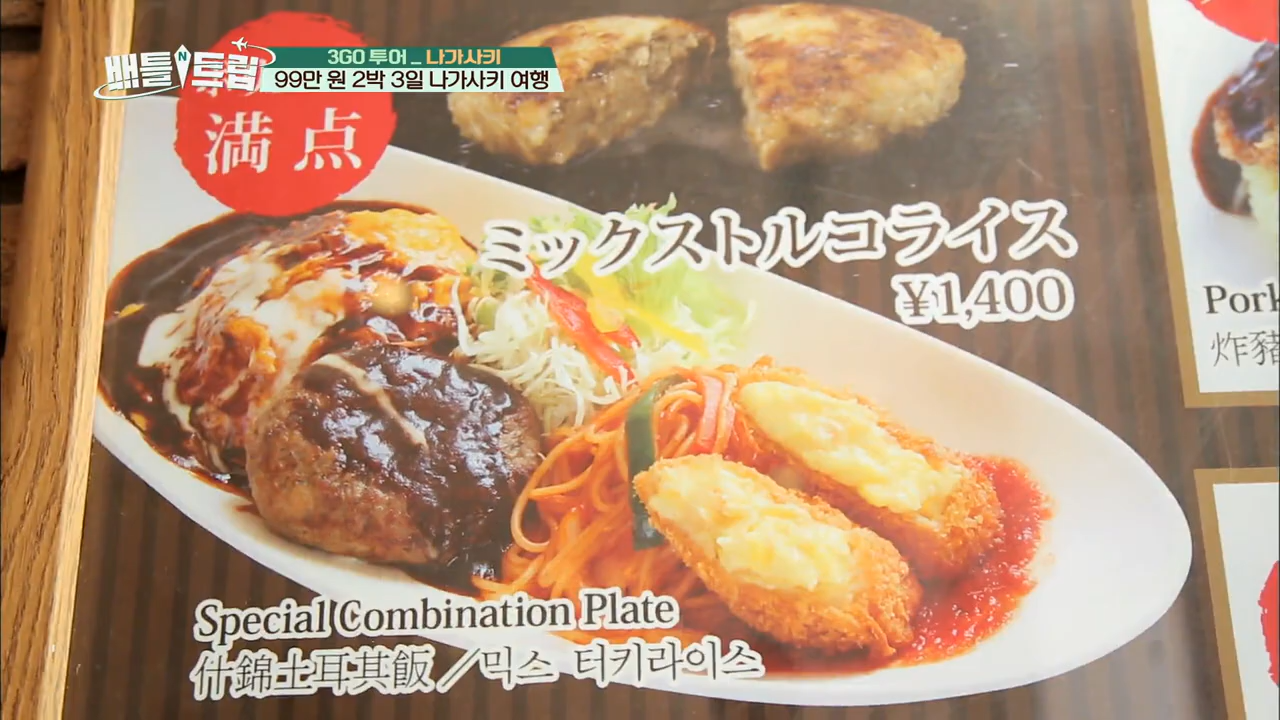 배틀트립
3GO 투어 _ 나가사키
99만 원 2박 3일 나가사키 여행
満点
ミックストルコライス
¥1,400
Special Combination Plate
什錦土耳其飯／믹스 터키라이스
炸豬